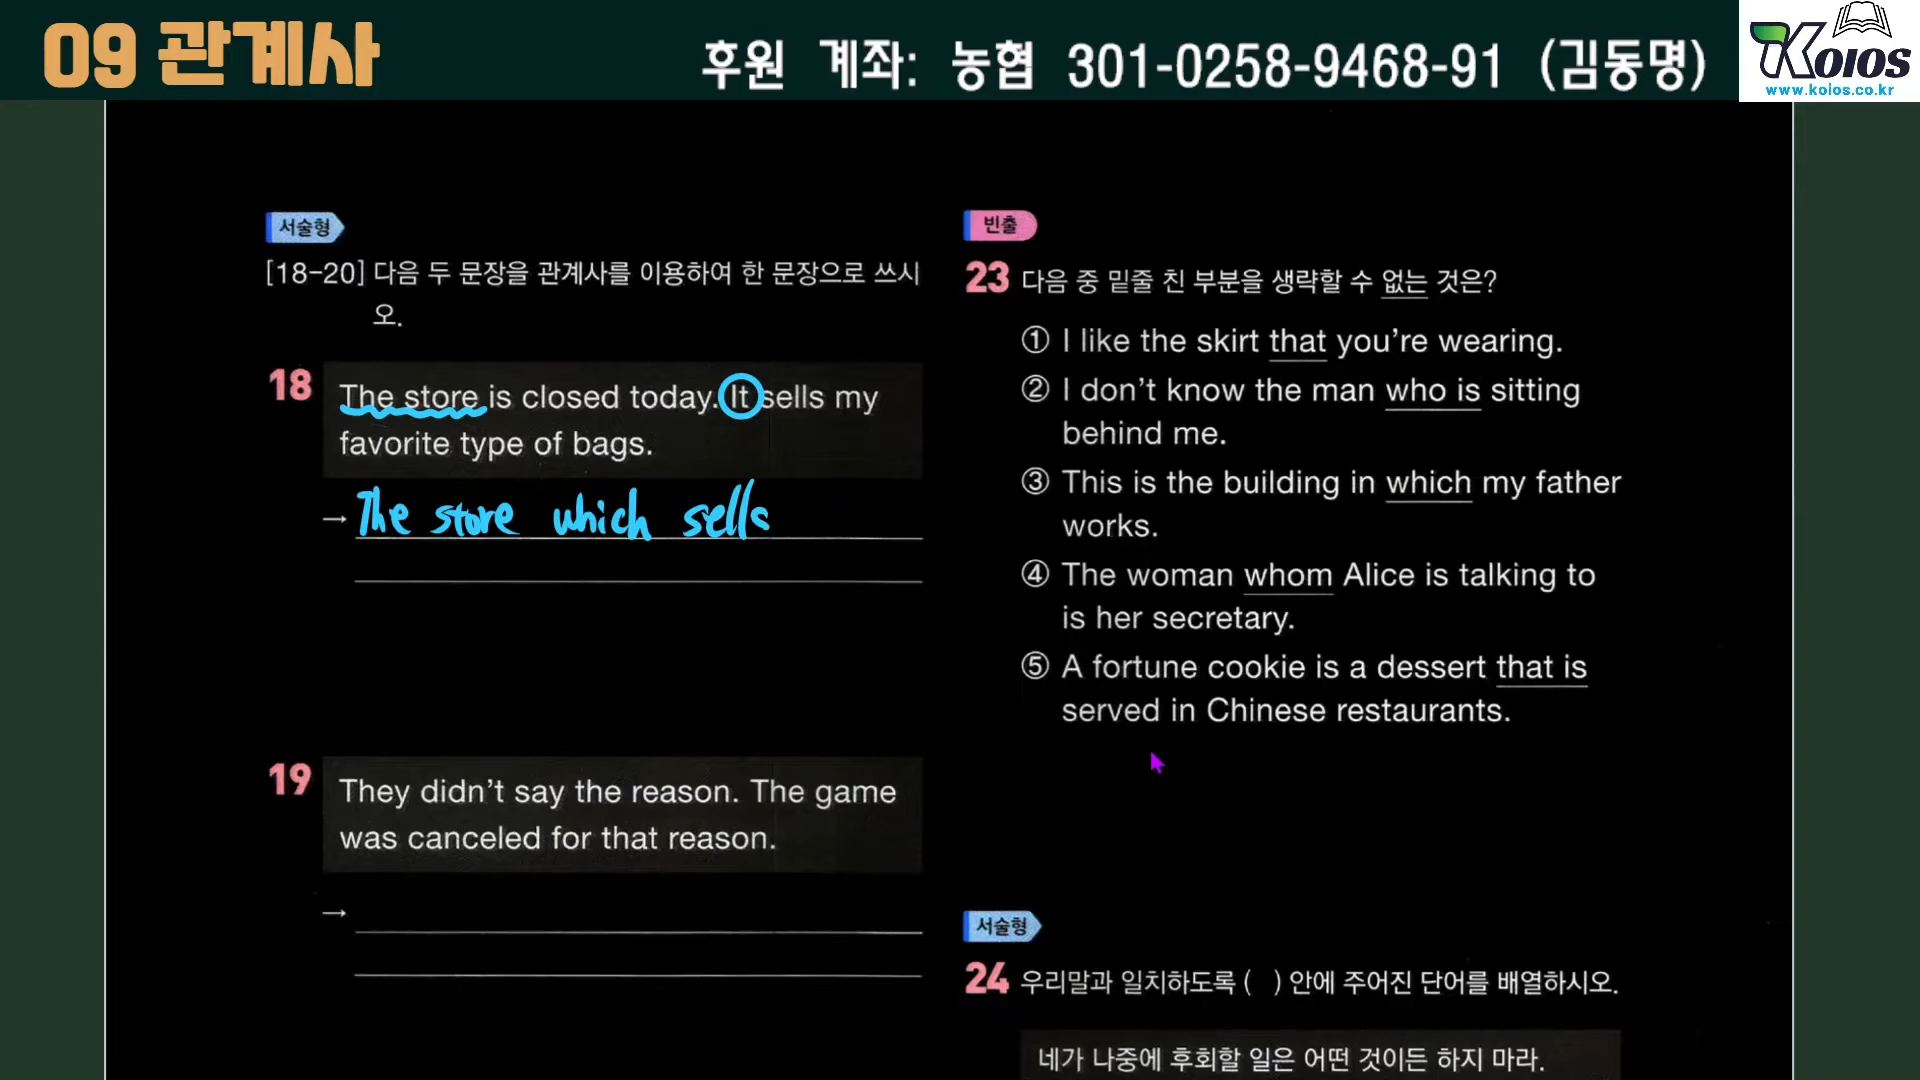 09 관계사
후원 계좌: 농협 301-0258-9468-91 (김동명)
KOIOS
www.koios.co.kr
서술형
[18-20] 다음 두 문장을 관계사를 이용하여 한 문장으로 쓰시
오.
18 The store is closed today. It sells my
favorite type of bags.
→ The store which sells
19 They didn't say the reason. The game
was canceled for that reason.
→
빈출
23 다음 중 밑줄 친 부분을 생략할 수 없는 것은?
① I like the skirt that you're wearing.
② I don't know the man who is sitting
behind me.
③ This is the building in which my father
works.
④ The woman whom Alice is talking to
is her secretary.
⑤ A fortune cookie is a dessert that is
served in Chinese restaurants.
서술형
24 우리말과 일치하도록 ( ) 안에 주어진 단어를 배열하시오.
네가 나중에 후회할 일은 어떤 것이든 하지 마라.